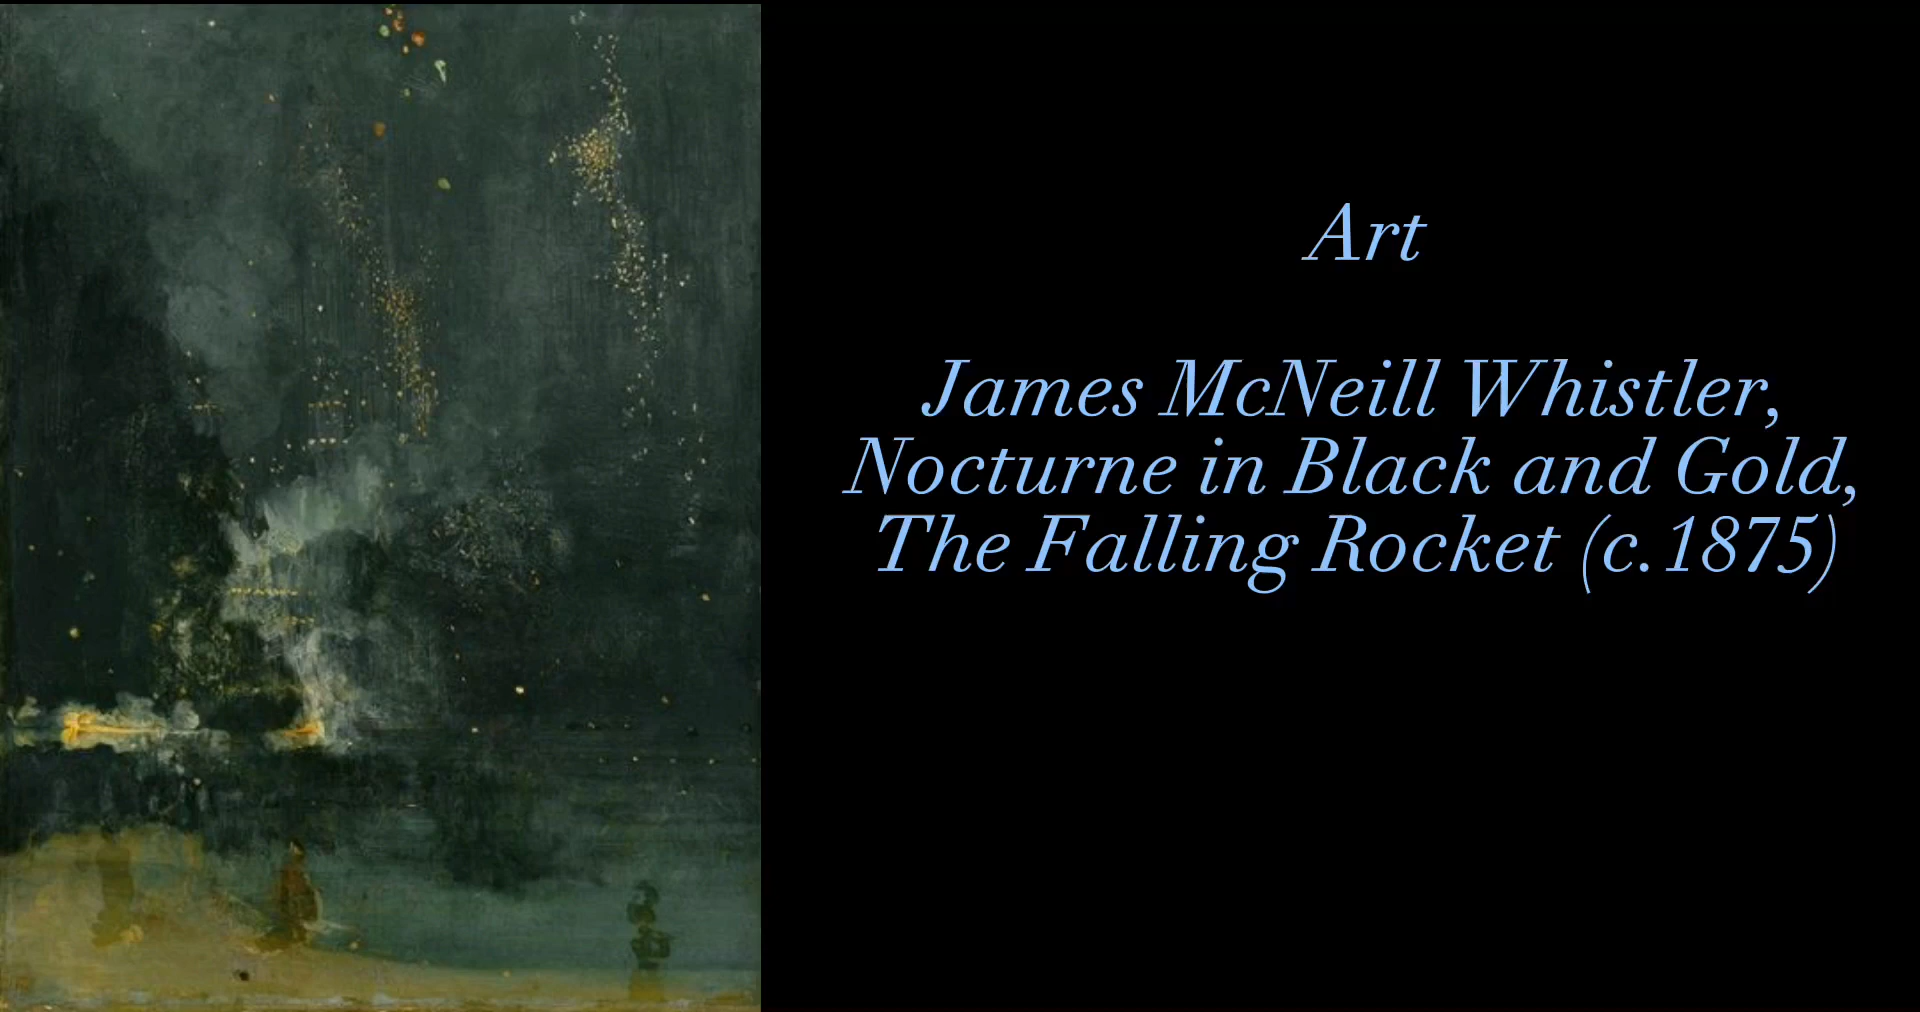 Art
James McNeill Whistler,
Nocturne in Black and Gold,
The Falling Rocket (c.1875)